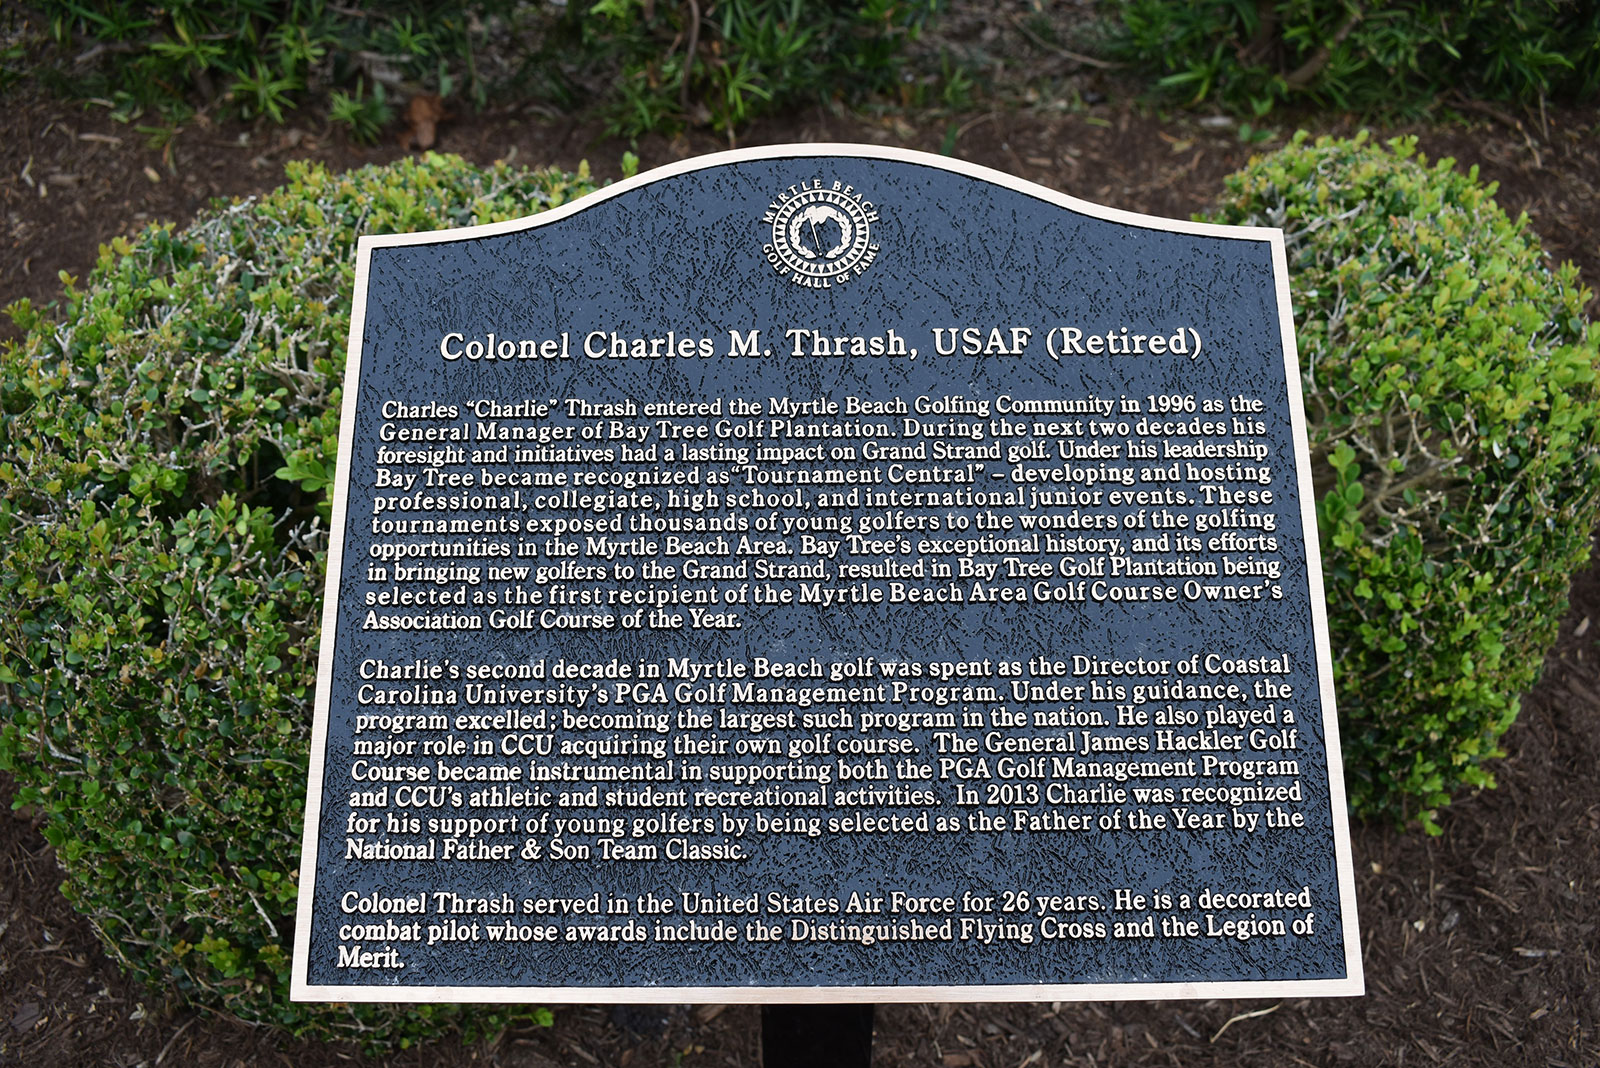 MYRTLE BEACH
GOLF HALL OF FAME
Colonel Charles M. Thrash, USAF (Retired)
Charles “Charlie” Thrash entered the Myrtle Beach Golfing Community in 1996 as the
General Manager of Bay Tree Golf Plantation. During the next two decades his
foresight and initiatives had a lasting impact on Grand Strand golf. Under his leadership
Bay Tree became recognized as “Tournament Central” – developing and hosting
professional, collegiate, high school, and international junior events. These
tournaments exposed thousands of young golfers to the wonders of the golfing
opportunities in the Myrtle Beach Area. Bay Tree’s exceptional history, and its efforts
in bringing new golfers to the Grand Strand, resulted in Bay Tree Golf Plantation being
selected as the first recipient of the Myrtle Beach Area Golf Course Owner’s
Association Golf Course of the Year.
Charlie’s second decade in Myrtle Beach golf was spent as the Director of Coastal
Carolina University’s PGA Golf Management Program. Under his guidance, the
program excelled; becoming the largest such program in the nation. He also played a
major role in CCU acquiring their own golf course. The General James Hackler Golf
Course became instrumental in supporting both the PGA Golf Management Program
and CCU’s athletic and student recreational activities. In 2013 Charlie was recognized
for his support of young golfers by being selected as the Father of the Year by the
National Father & Son Team Classic.
Colonel Thrash served in the United States Air Force for 26 years. He is a decorated
combat pilot whose awards include the Distinguished Flying Cross and the Legion of
Merit.